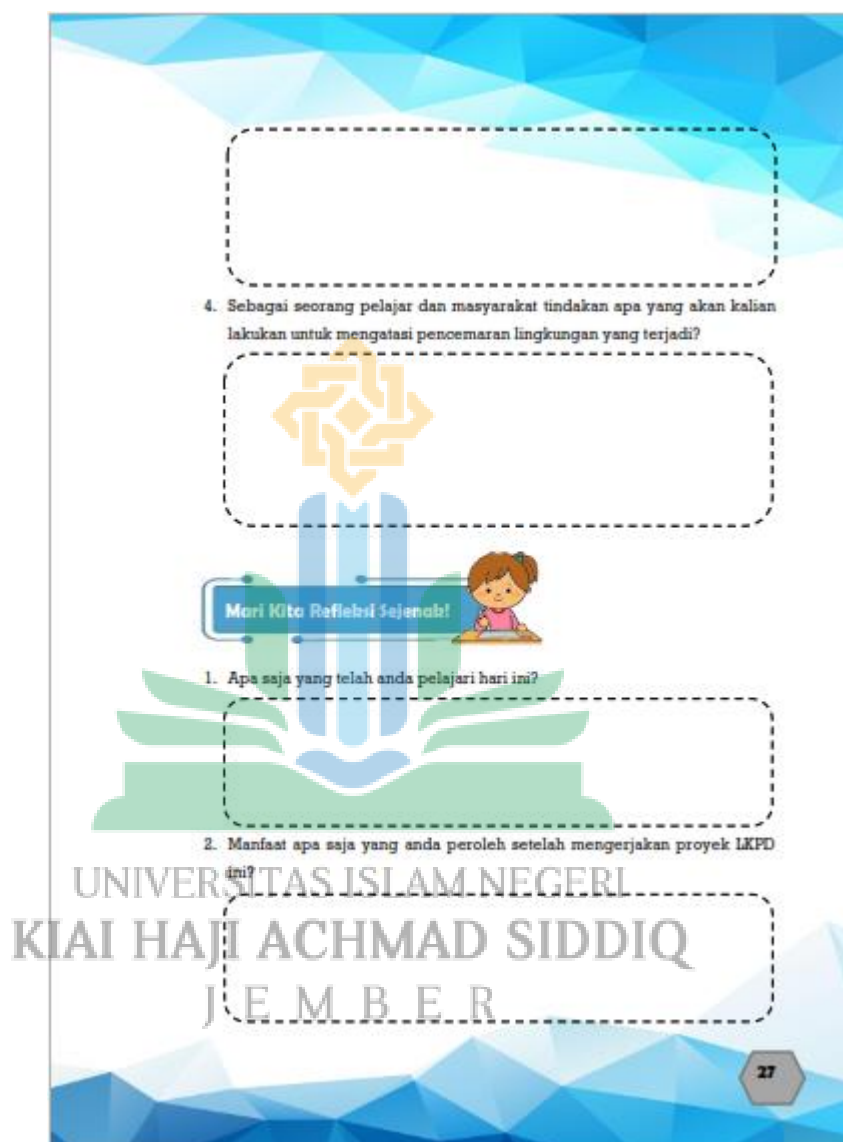 4. Sebagai seorang pelajar dan masyarakat tindakan apa yang akan kalian
lakukan untuk mengatasi pencemaran lingkungan yang terjadi?
Mari Kita Refleksi Sejenak!
1. Apa saja yang telah anda pelajari hari ini?
2. Manfaat apa saja yang anda peroleh setelah mengerjakan proyek LKPD
ini?
UNIVERSITAS ISLAM NEGERI
KIAI HAJI ACHMAD SIDDIQ
JEMBER
27